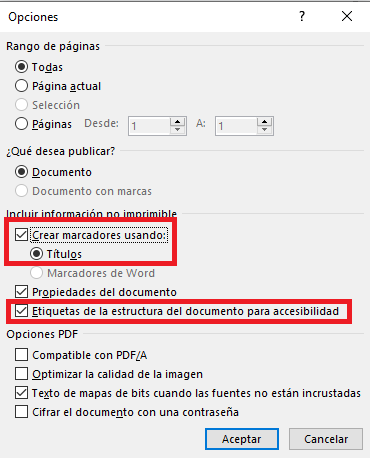 Opciones
Rango de páginas
Todas
Página actual
Selección
Páginas Desde: 1 A: 1
¿Qué desea publicar?
Documento
Documento con marcas
Incluir información no imprimible
Crear marcadores usando:
Títulos
Marcadores de Word
Propiedades del documento
Etiquetas de la estructura del documento para accesibilidad
Opciones PDF
Compatible con PDF/A
Optimizar la calidad de la imagen
Texto de mapas de bits cuando las fuentes no están incrustadas
Cifrar el documento con una contraseña
Aceptar Cancelar